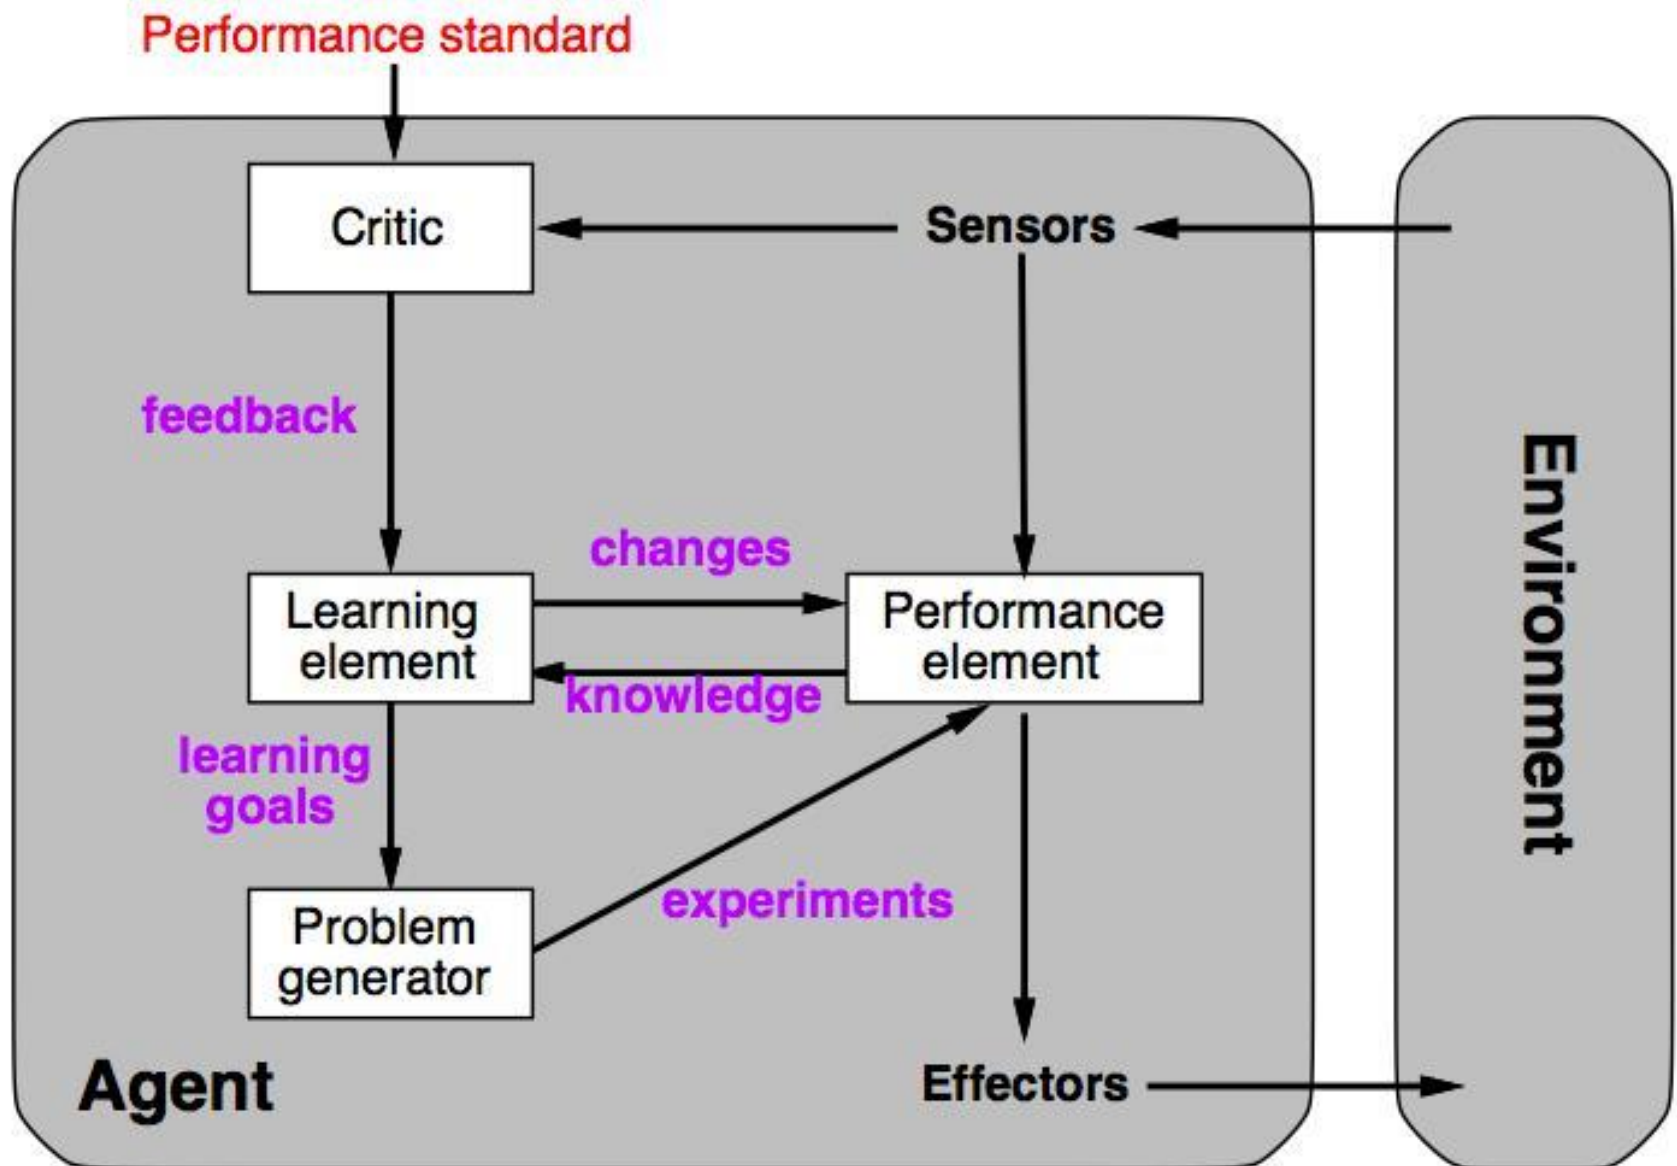 Performance standard
Critic
Sensors
feedback
changes
Learning
element
Performance
element
knowledge
learning
goals
experiments
Problem
generator
Agent
Effectors
Environment